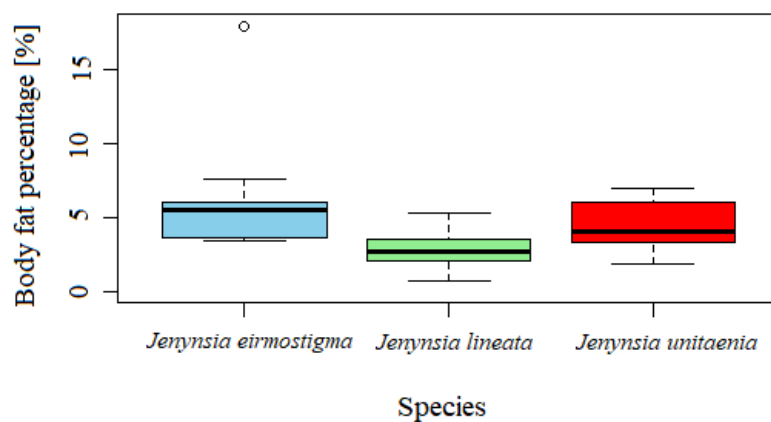 Body fat percentage [%]
15
10
5
0
Jenynsia eirmostigma
Jenynsia lineata
Jenynsia unitaenia
Species